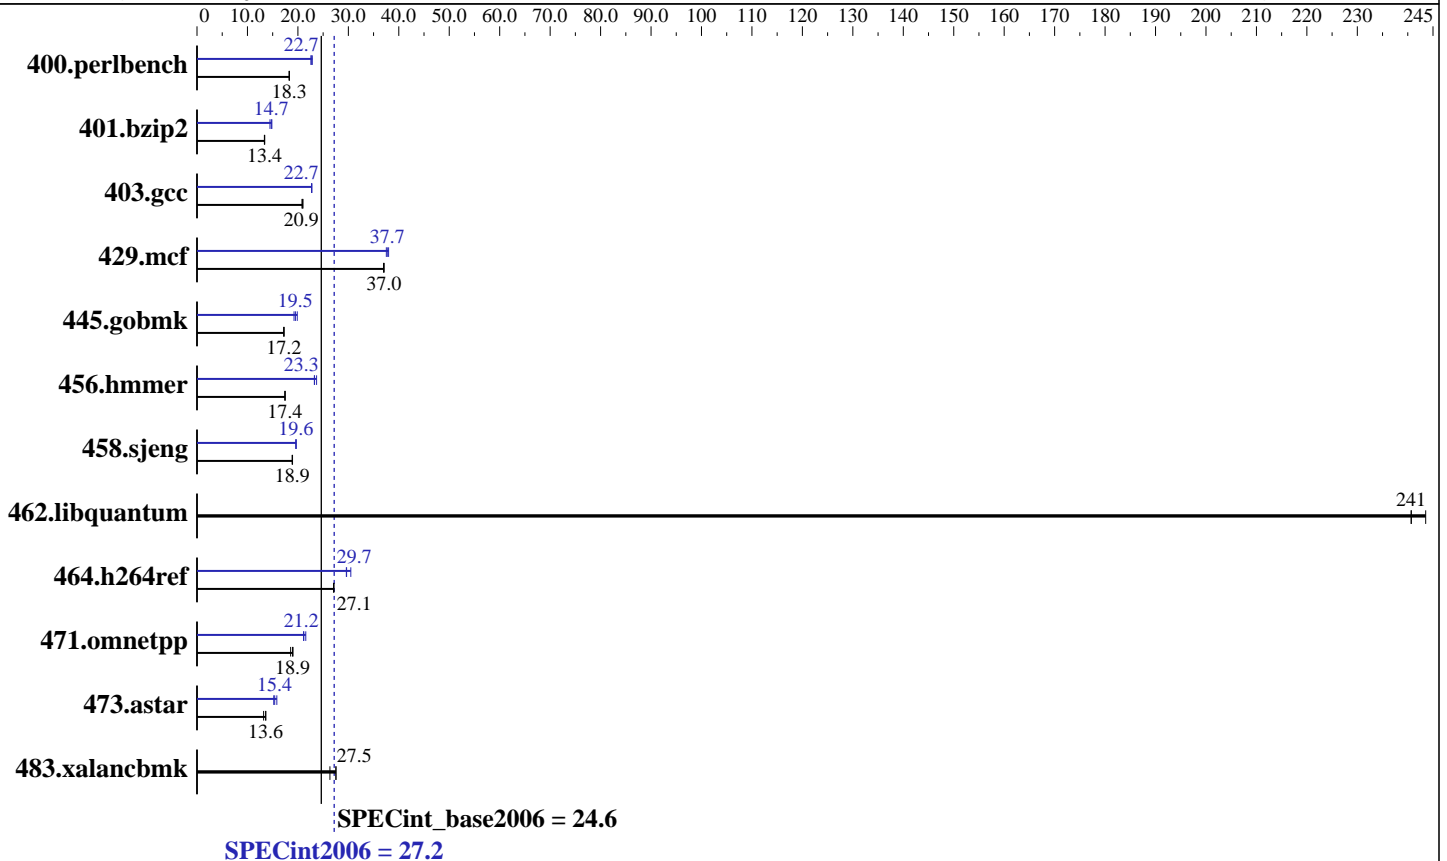 0 10.0 20.0 30.0 40.0 50.0 60.0 70.0 80.0 90.0 100 110 120 130 140 150 160 170 180 190 200 210 220 230 245
22.7
400.perlbench
18.3
14.7
401.bzip2
13.4
22.7
403.gcc
20.9
37.7
429.mcf
37.0
19.5
445.gobmk
17.2
23.3
456.hmmer
17.4
19.6
458.sjeng
18.9
241
462.libquantum
29.7
464.h264ref
27.1
21.2
471.omnetpp
18.9
15.4
473.astar
13.6
27.5
483.xalancbmk
SPECint_base2006 = 24.6
SPECint2006 = 27.2